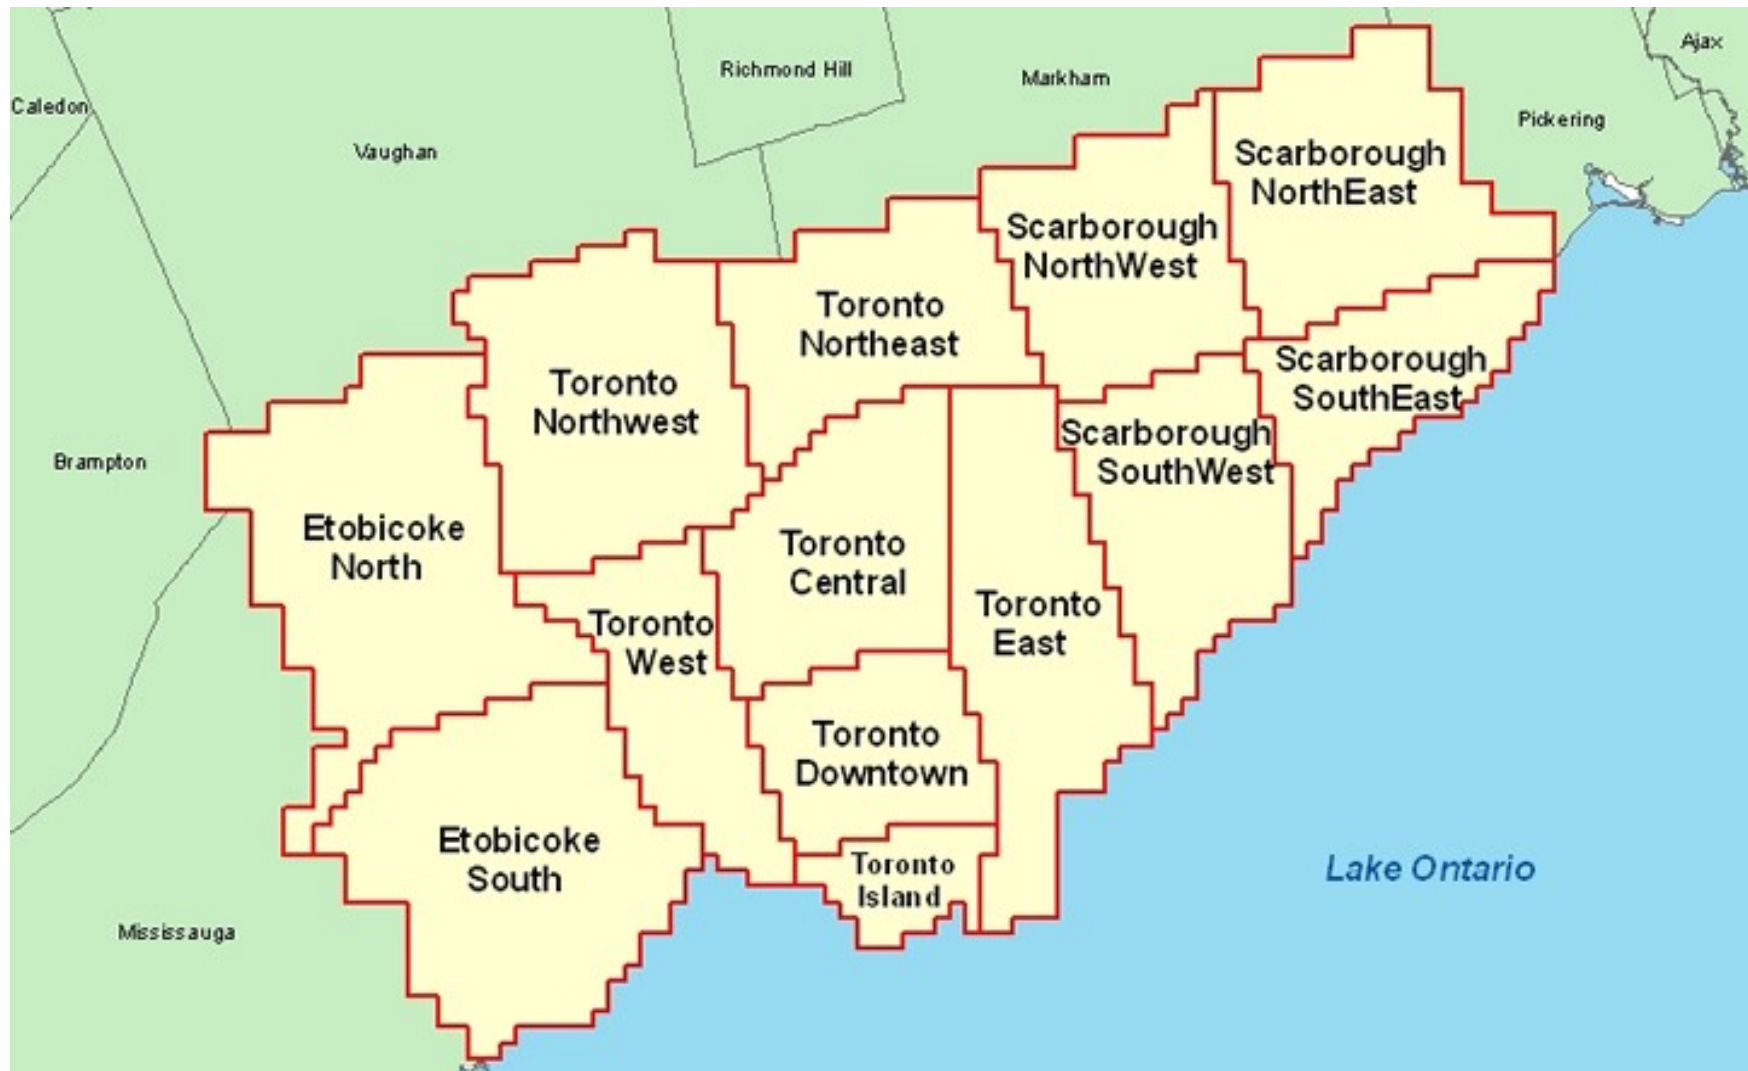 Ajax
Richmond Hill
Markham
Caledon
Pickering
Vaughan
Scarborough
NorthEast
Scarborough
NorthWest
Toronto
Northeast
Scarborough
SouthEast
Toronto
Northwest
Scarborough
SouthWest
Brampton
Etobicoke
North
Toronto
Central
Toronto
East
Toronto
West
Toronto
Downtown
Etobicoke
South
Toronto
Island
Lake Ontario
Mississauga